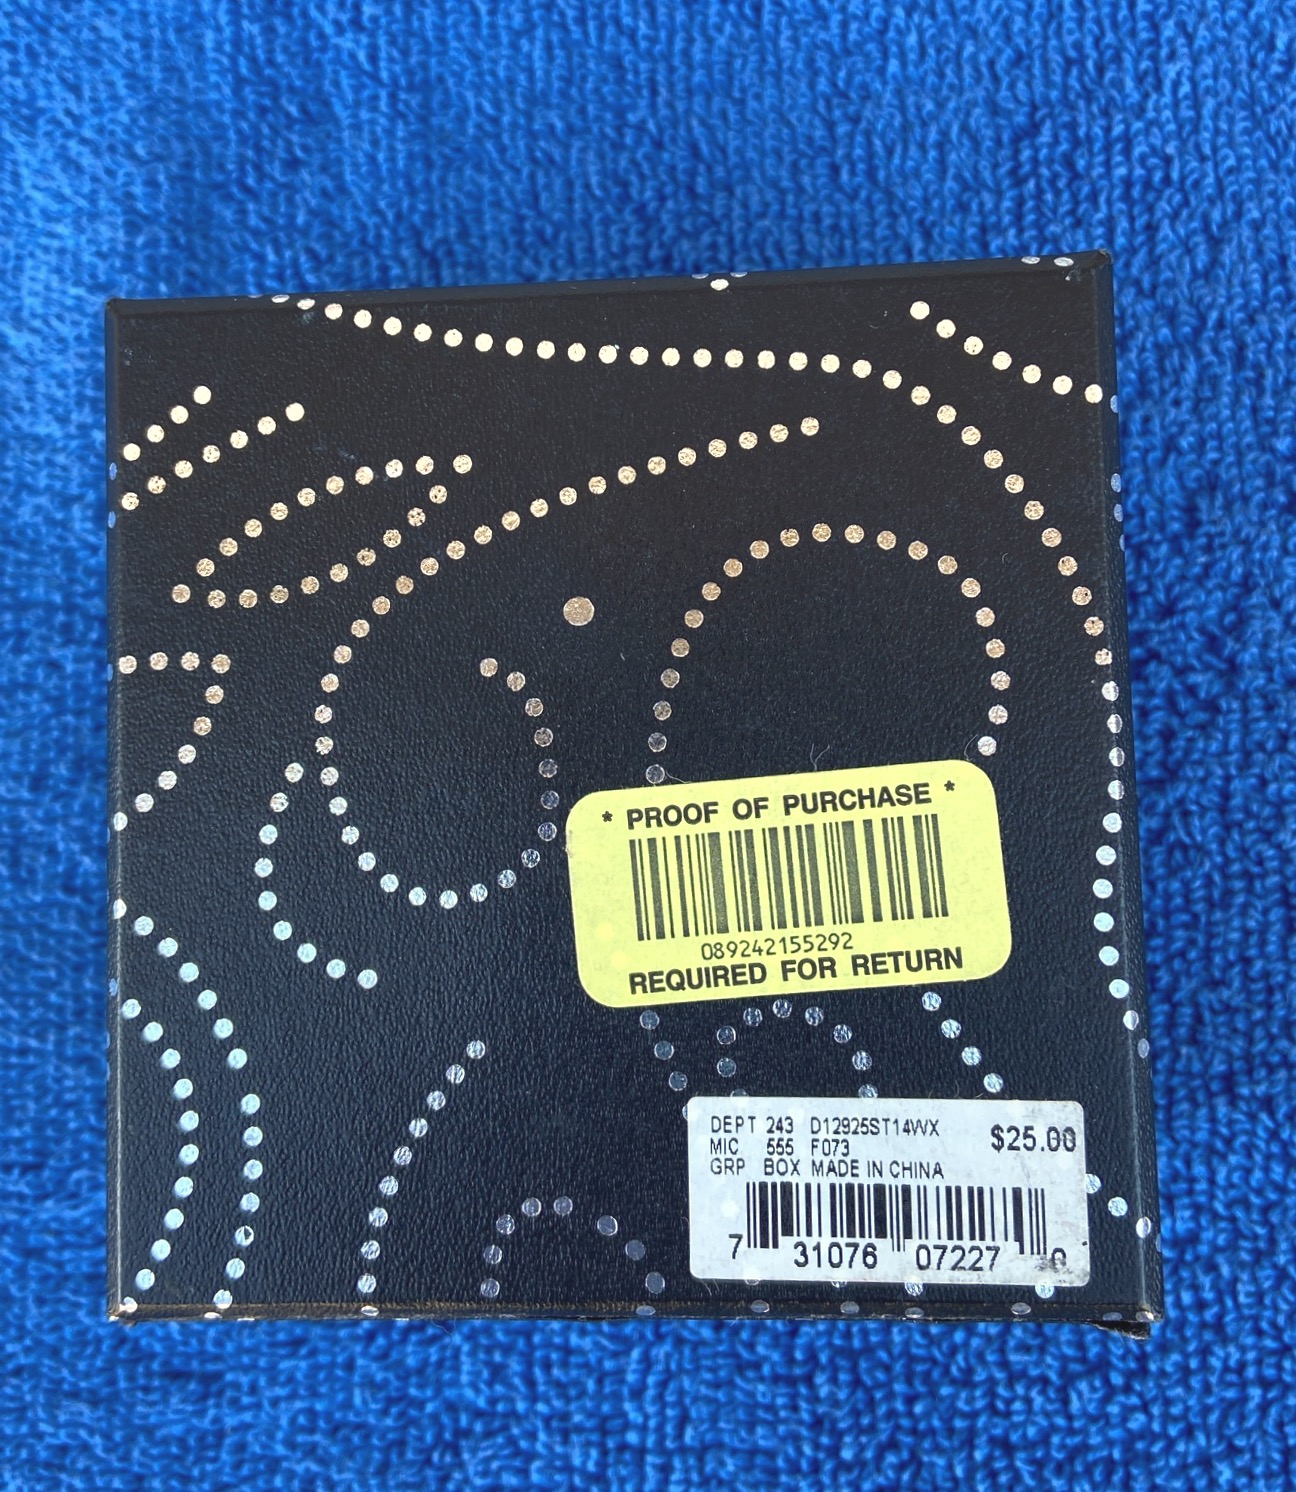 * PROOF OF PURCHASE *
089242155292
REQUIRED FOR RETURN
DEPT 243 D12925ST14WX
MIC 555 F073 $25.00
GRP BOX MADE IN CHINA
7 31076 07227 0